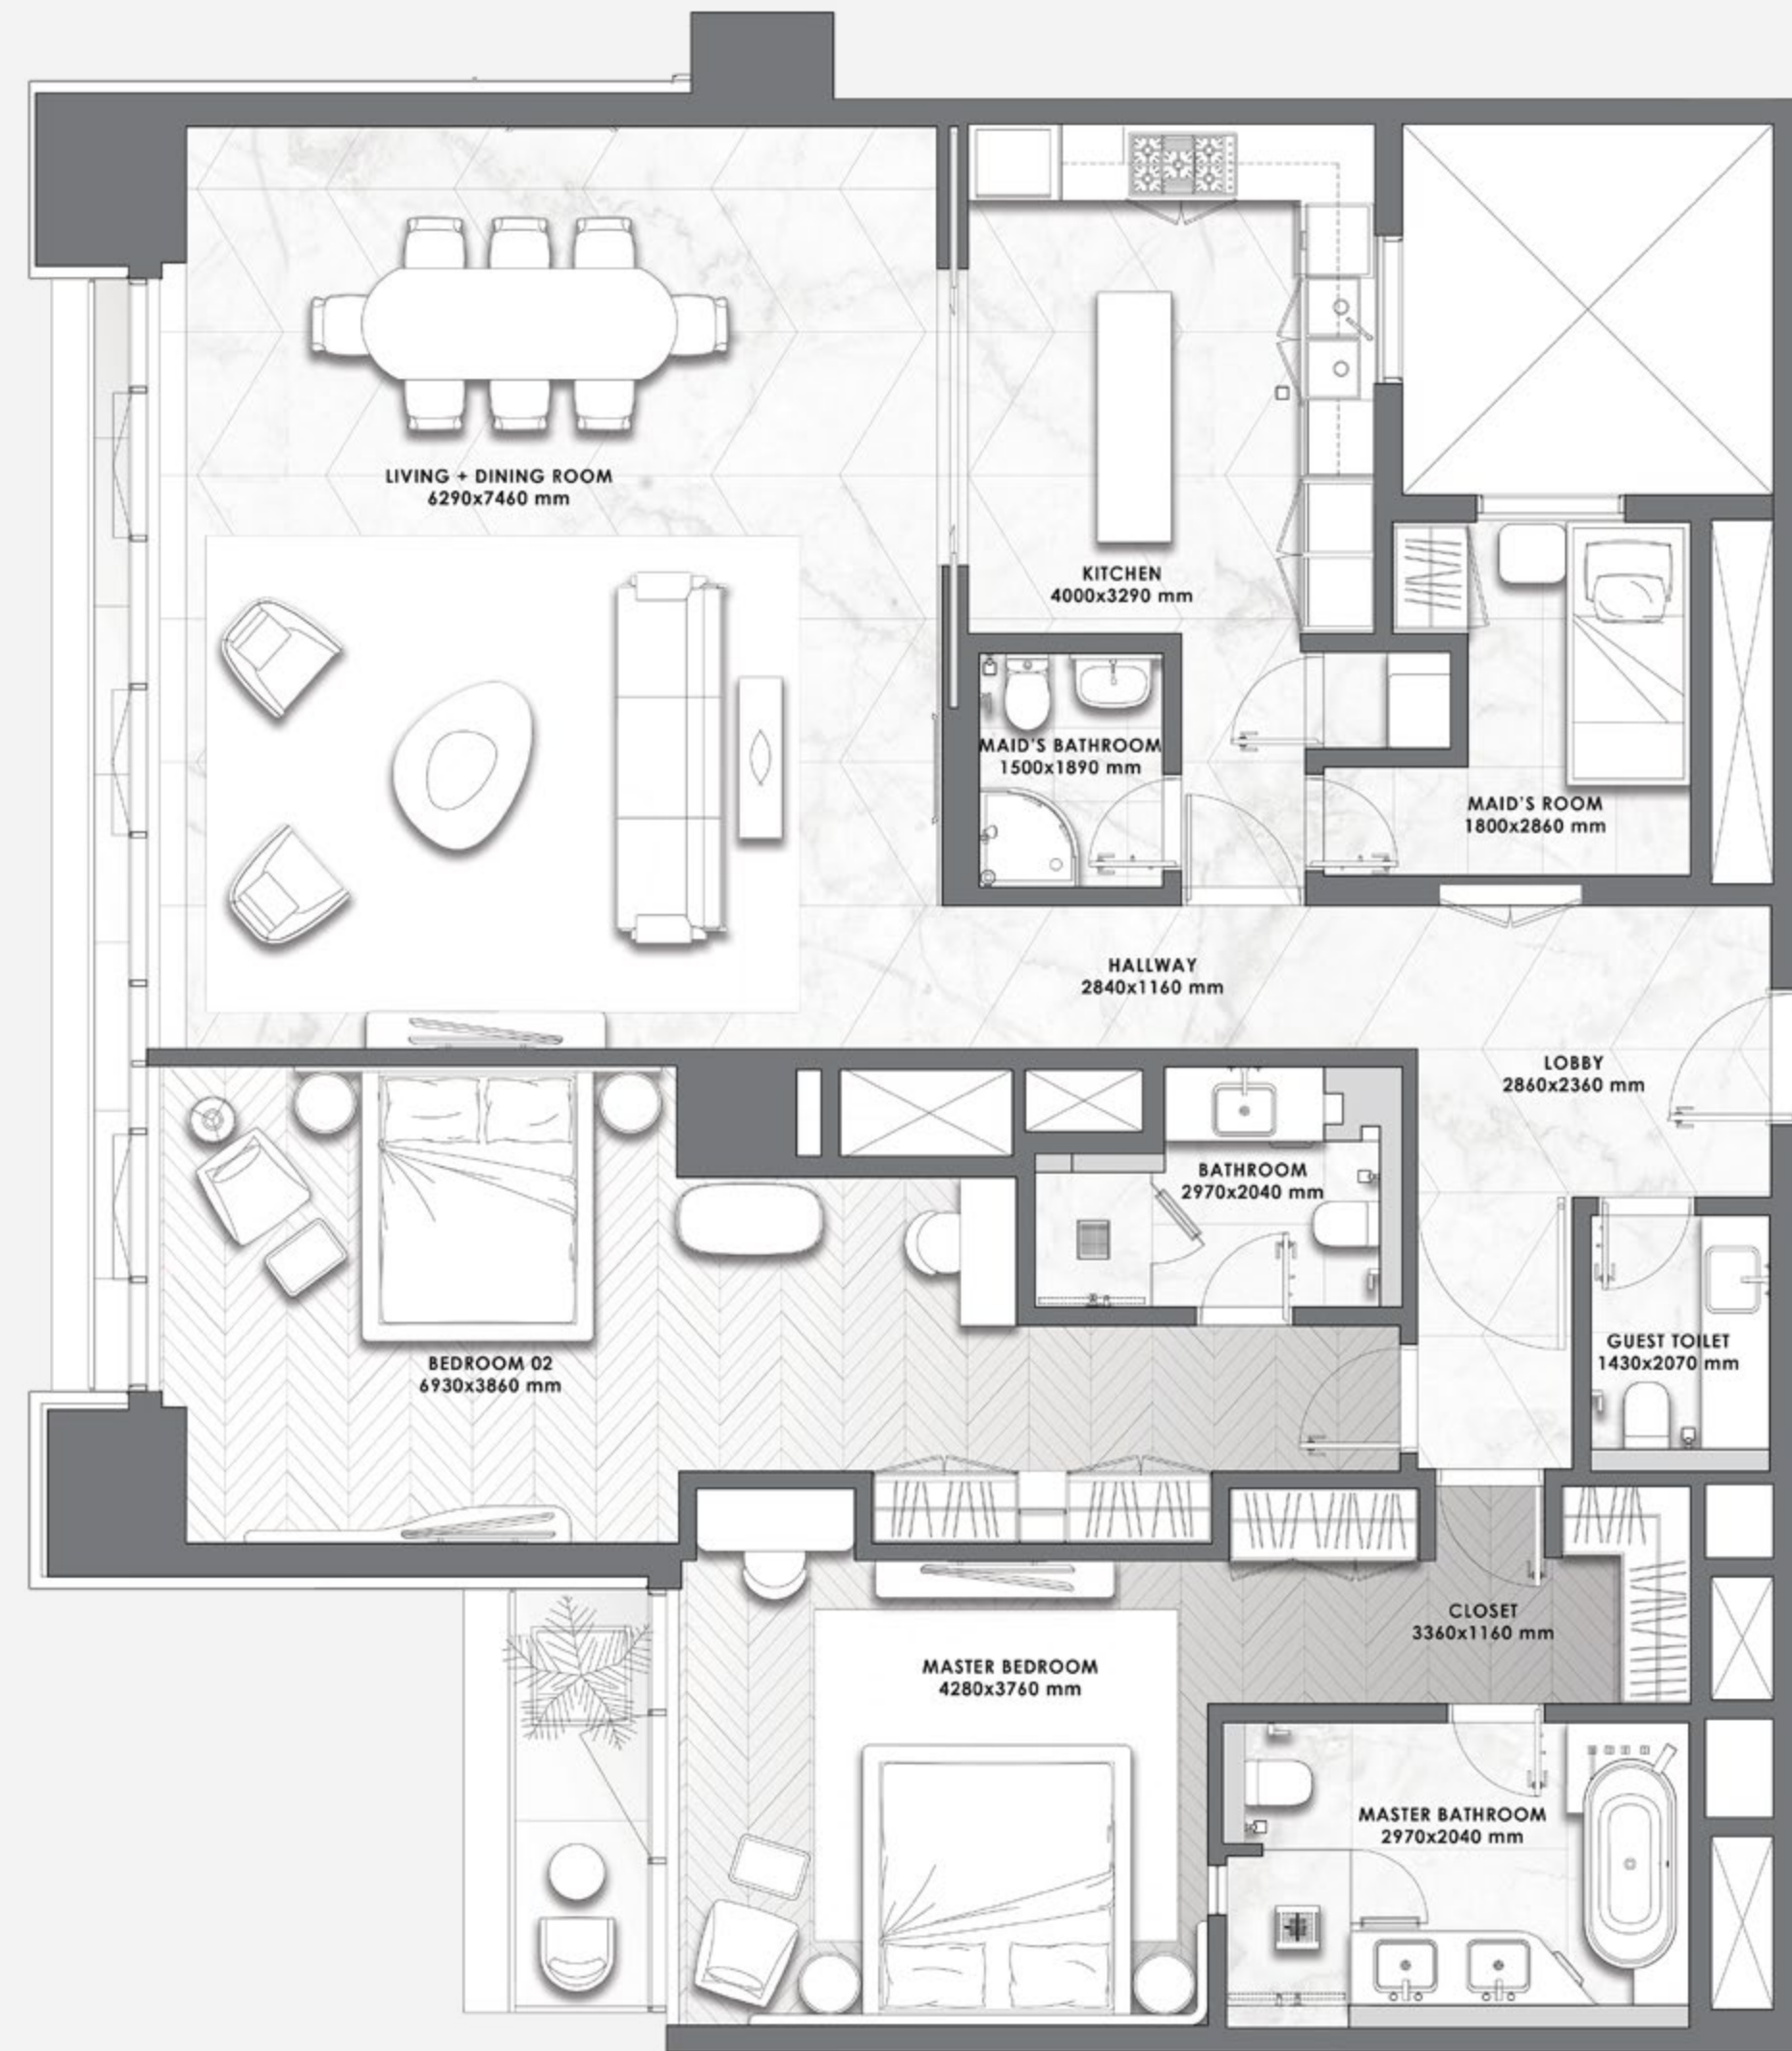 LIVING + DINING ROOM
6290x7460 mm
KITCHEN
4000x3290 mm
MAID'S BATHROOM
1500x1890 mm
MAID'S ROOM
1800x2860 mm
HALLWAY
2840x1160 mm
LOBBY
2860x2360 mm
BATHROOM
2970x2040 mm
GUEST TOILET
1430x2070 mm
BEDROOM 02
6930x3860 mm
CLOSET
3360x1160 mm
MASTER BEDROOM
4280x3760 mm
MASTER BATHROOM
2970x2040 mm